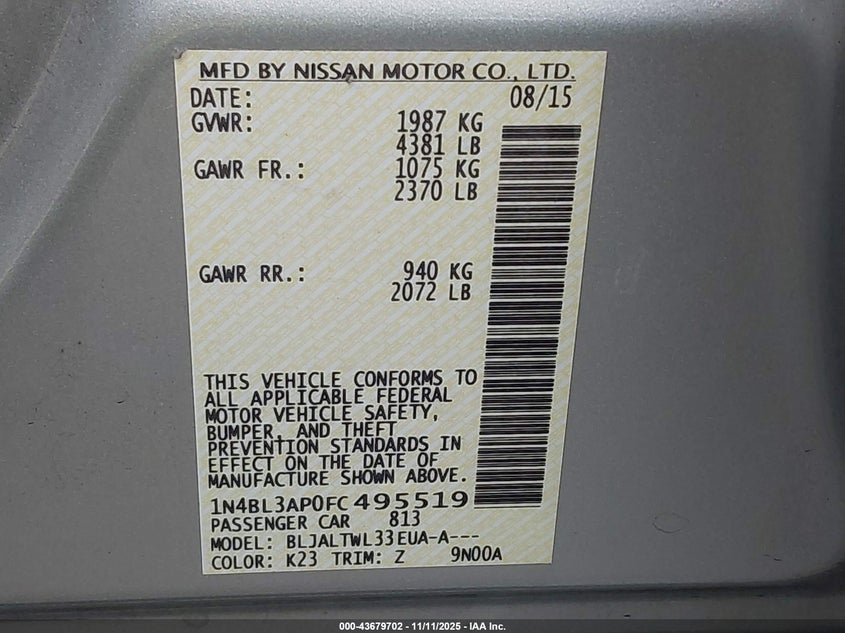 MFD BY NISSAN MOTOR CO., LTD.
DATE: 08/15
GVWR: 1987 KG
4381 LB
GAWR FR.: 1075 KG
2370 LB
GAWR RR.: 940 KG
2072 LB
THIS VEHICLE CONFORMS TO
ALL APPLICABLE FEDERAL
MOTOR VEHICLE SAFETY,
BUMPER, AND THEFT
PREVENTION STANDARDS IN
EFFECT ON THE DATE OF
MANUFACTURE SHOWN ABOVE.
1N4BL3AP0FC495519
PASSENGER CAR 813
MODEL: BLJALTWL33EUA-A---
COLOR: K23 TRIM: Z 9N00A
000-43679702 - 11/11/2025 - IAA Inc.